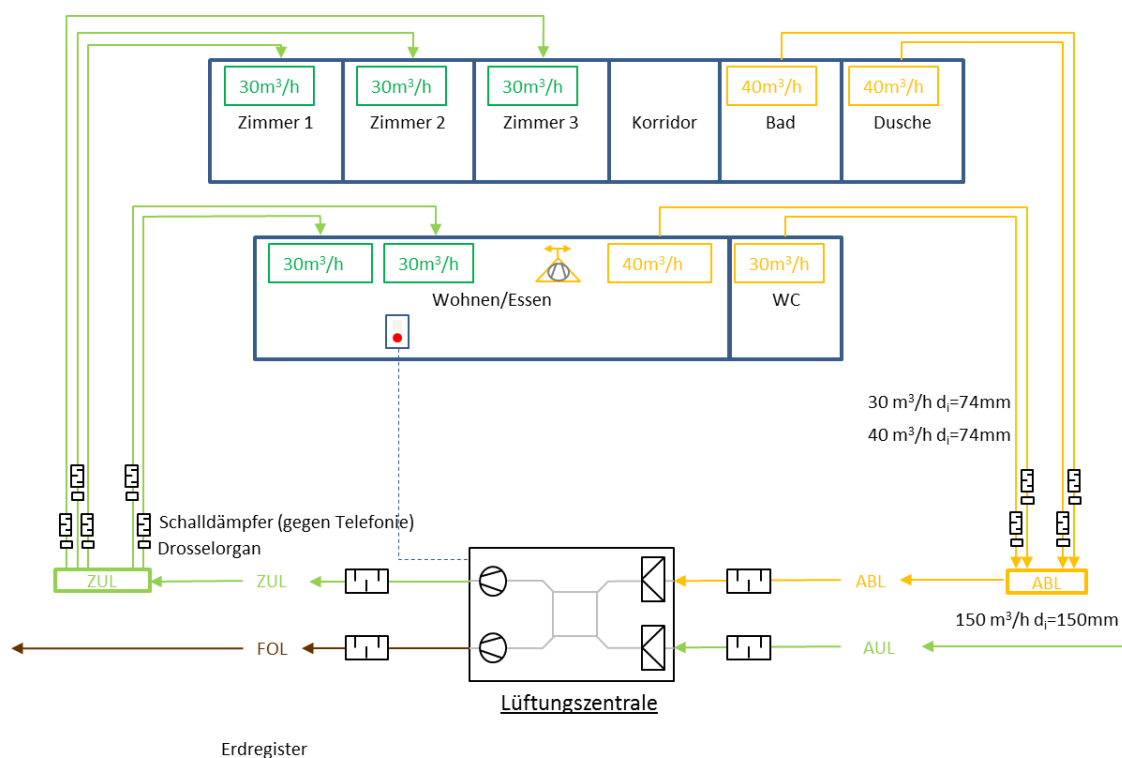 30m³/h 30m³/h 30m³/h 40m³/h 40m³/h
Zimmer 1 Zimmer 2 Zimmer 3 Korridor Bad Dusche
30m³/h 30m³/h 40m³/h 30m³/h
Wohnen/Essen WC
30 m³/h dᵢ=74mm
40 m³/h dᵢ=74mm
Schalldämpfer (gegen Telefonie)
Drosselorgan
ZUL ZUL ABL ABL
150 m³/h dᵢ=150mm
FOL AUL
Lüftungszentrale
Erdregister